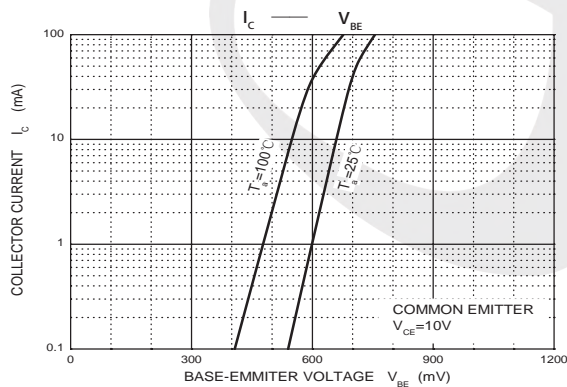 I_C —— V_BE
COLLECTOR CURRENT I_C (mA)
100
10
1
0.1
T_a=100℃
T_a=25℃
COMMON EMITTER
V_CE=10V
0
300
600
900
1200
BASE-EMMITER VOLTAGE V_BE (mV)